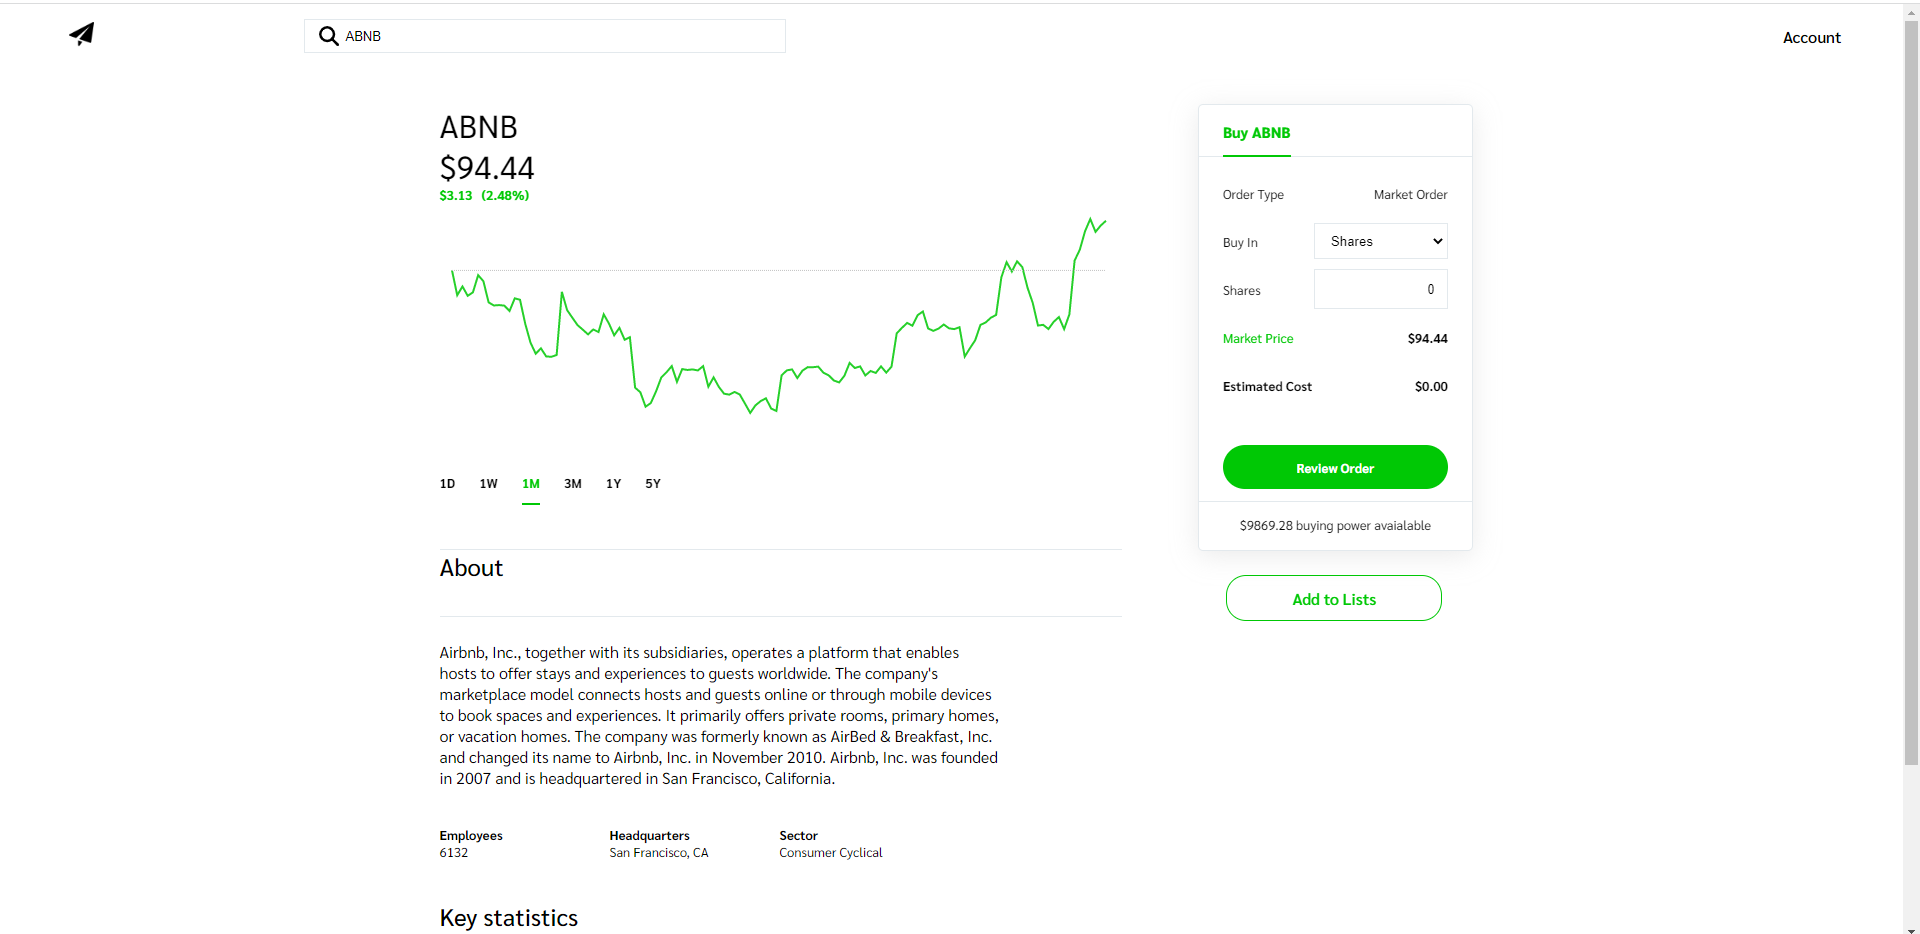 ABNB
Account
ABNB
$94.44
$3.13 (2.48%)
1D 1W 1M 3M 1Y 5Y
Buy ABNB
Order Type Market Order
Buy In Shares
Shares 0
Market Price $94.44
Estimated Cost $0.00
Review Order
$9869.28 buying power avaialable
Add to Lists
About
Airbnb, Inc., together with its subsidiaries, operates a platform that enables
hosts to offer stays and experiences to guests worldwide. The company's
marketplace model connects hosts and guests online or through mobile devices
to book spaces and experiences. It primarily offers private rooms, primary homes,
or vacation homes. The company was formerly known as AirBed & Breakfast, Inc.
and changed its name to Airbnb, Inc. in November 2010. Airbnb, Inc. was founded
in 2007 and is headquartered in San Francisco, California.
Employees Headquarters Sector
6132 San Francisco, CA Consumer Cyclical
Key statistics